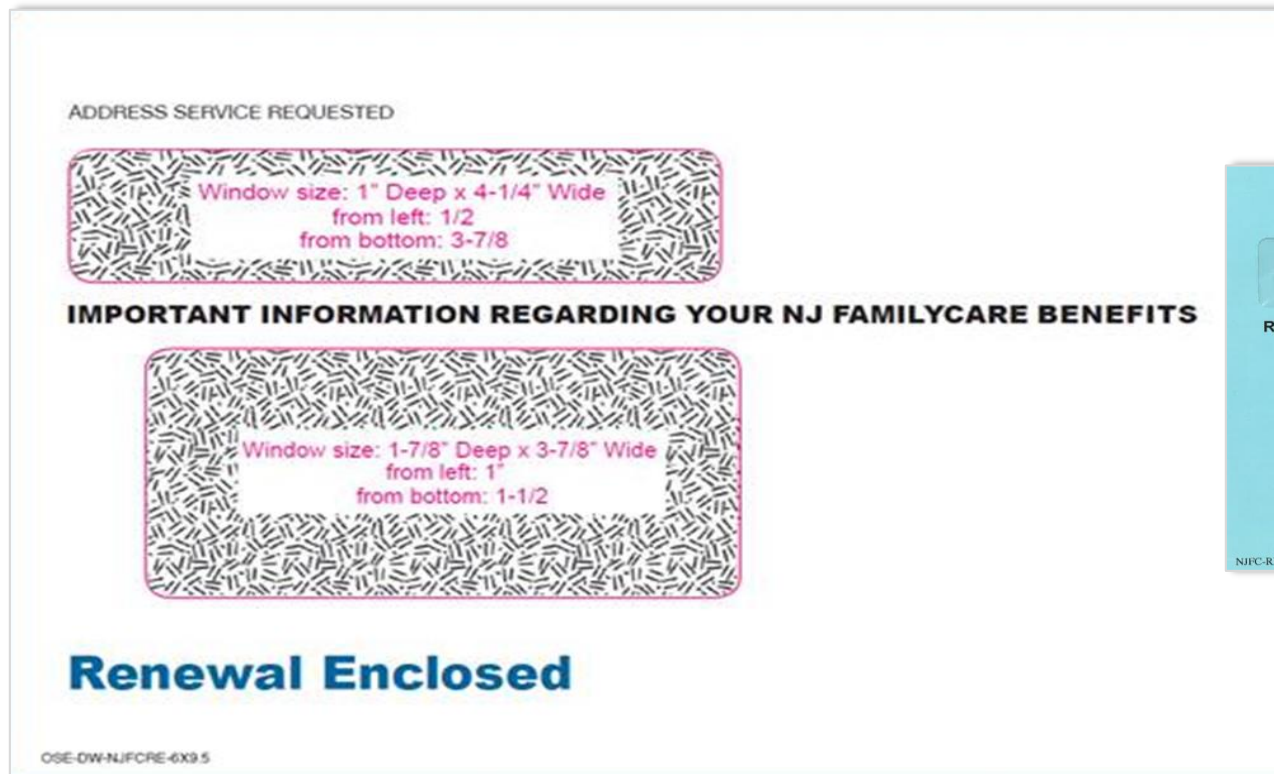 ADDRESS SERVICE REQUESTED
Window size: 1" Deep x 4-1/4" Wide
from left: 1/2
from bottom: 3-7/8
IMPORTANT INFORMATION REGARDING YOUR NJ FAMILYCARE BENEFITS
Window size: 1-7/8" Deep x 3-7/8" Wide
from left: 1"
from bottom: 1-1/2
Renewal Enclosed
OSE-DW-NJFCRE-6X9.5
R
NJFC-R